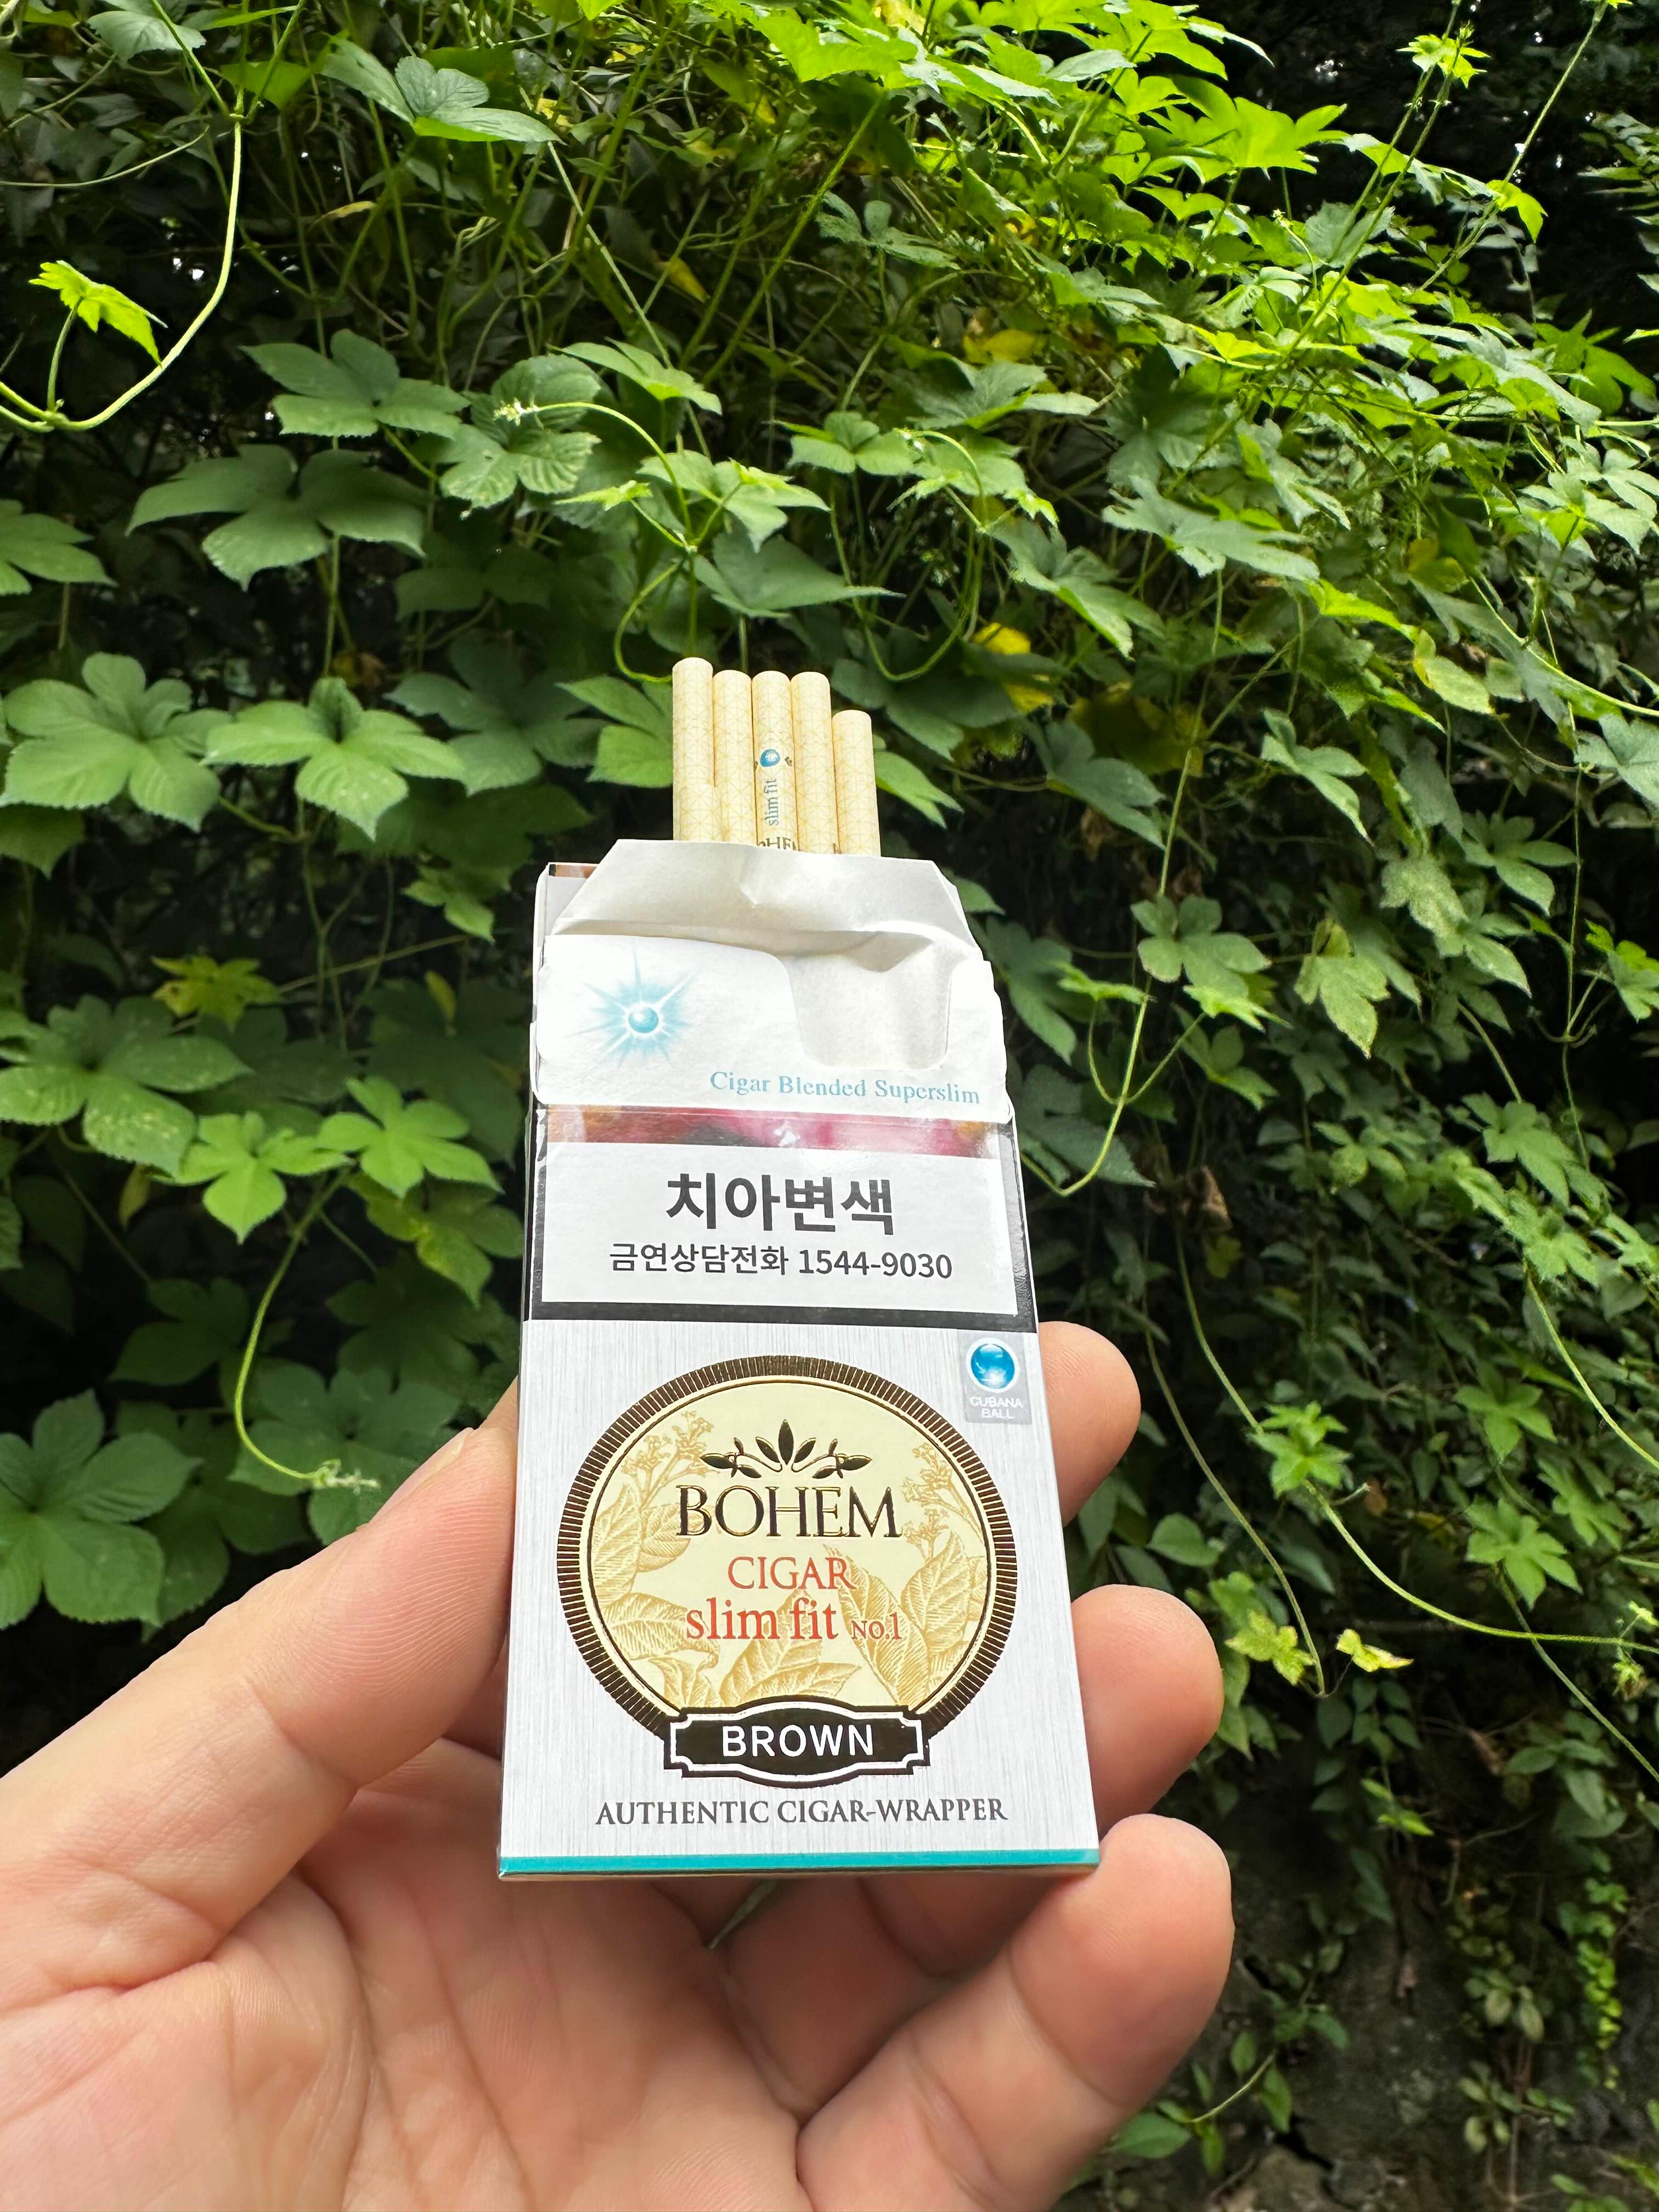 slim fit
Cigar Blended Superslim
치아변색
금연상담전화 1544-9030
CUBANA
BALL
BOHEM
CIGAR
slim fit No.1
BROWN
AUTHENTIC CIGAR-WRAPPER